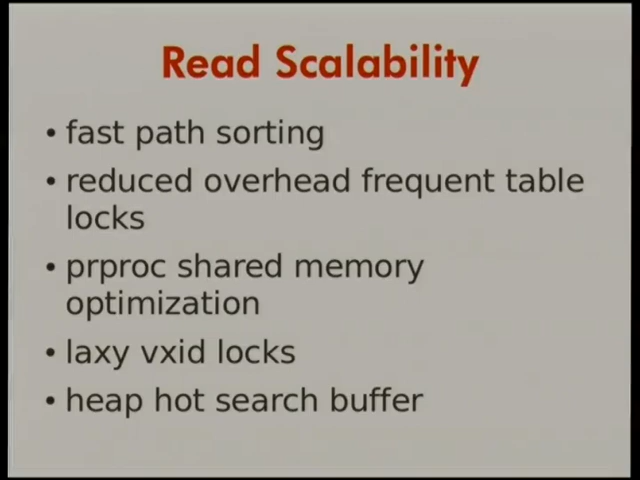 Read Scalability
• fast path sorting
• reduced overhead frequent table
locks
• prproc shared memory
optimization
• laxy vxid locks
• heap hot search buffer